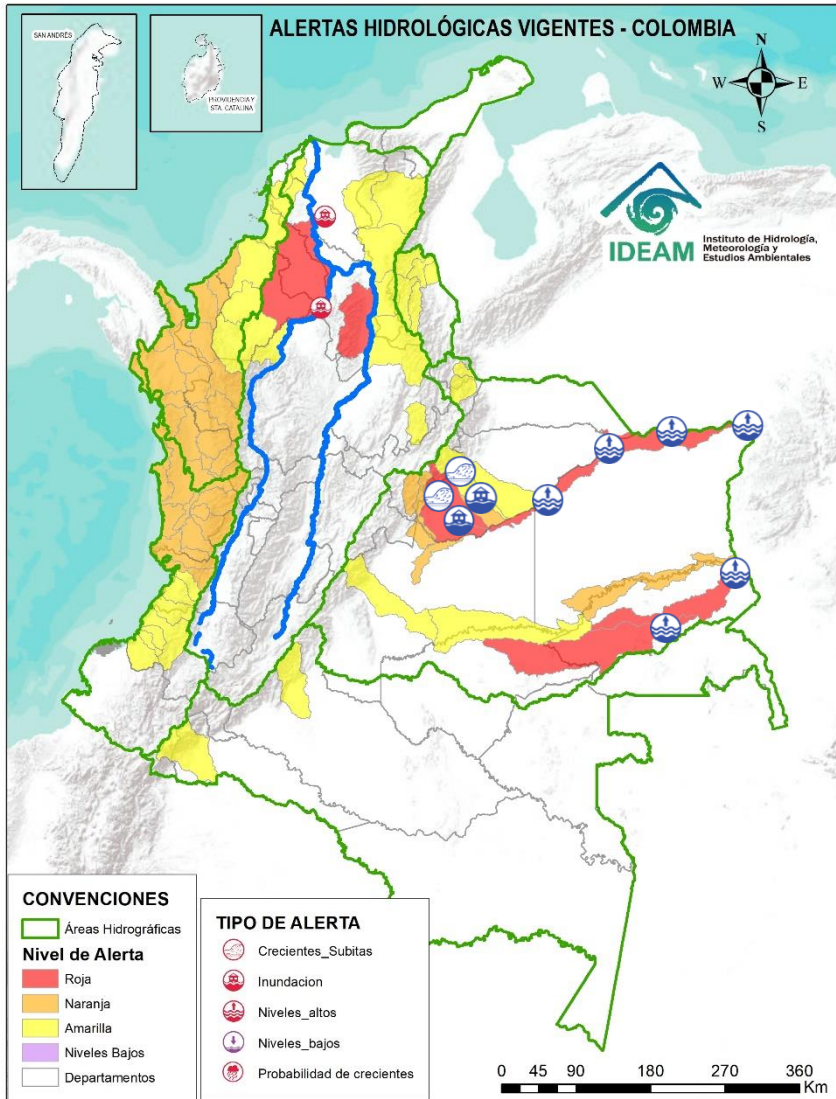 ALERTAS HIDROLÓGICAS VIGENTES - COLOMBIA
SAN ANDRÉS
PROVIDENCIA Y
STA. CATALINA
N
W
E
S
IDEAM
Instituto de Hidrología,
Meteorología y
Estudios Ambientales
CONVENCIONES
Áreas Hidrográficas
Nivel de Alerta
Roja
Naranja
Amarilla
Niveles Bajos
Departamentos
TIPO DE ALERTA
Crecientes_Subitas
Inundacion
Niveles_altos
Niveles_bajos
Probabilidad de crecientes
0 45 90 180 270 360
Km